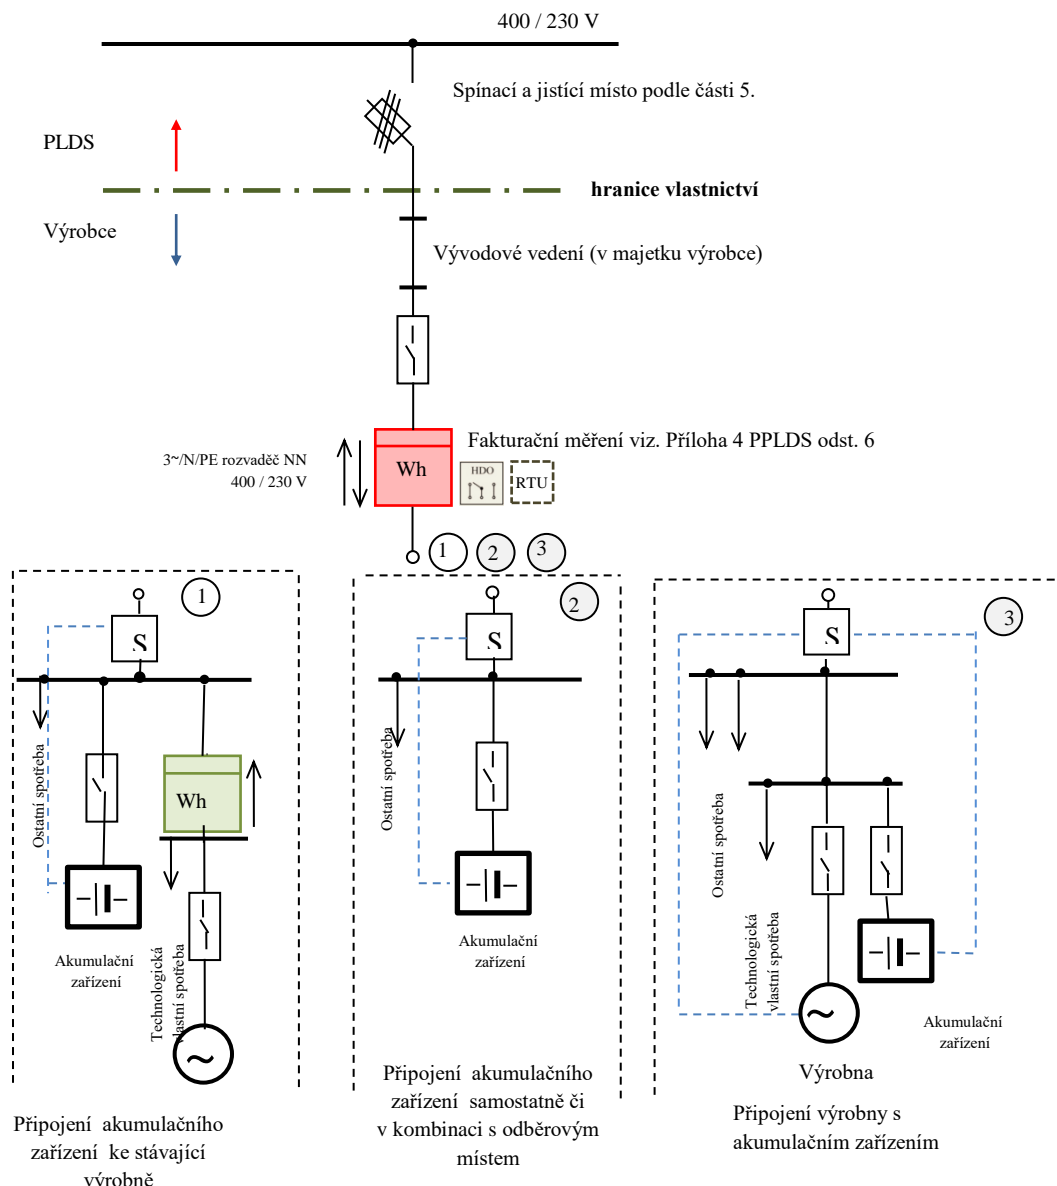 400 / 230 V
Spínací a jistící místo podle části 5.
PLDS
hranice vlastnictví
Výrobce
Vývodové vedení (v majetku výrobce)
Fakturační měření viz. Příloha 4 PPLDS odst. 6
3~/N/PE rozvaděč NN
400 / 230 V
Wh
HDO
RTU
1
2
3
1
S
Ostatní spotřeba
Wh
Akumulační
zařízení
Technologická
vlastní spotřeba
Připojení akumulačního
zařízení ke stávající
výrobně
2
S
Ostatní spotřeba
Akumulační
zařízení
Připojení akumulačního
zařízení samostatně či
v kombinaci s odběrovým
místem
3
S
Ostatní spotřeba
Technologická
vlastní spotřeba
Akumulační
zařízení
Výrobna
Připojení výrobny s
akumulačním zařízením